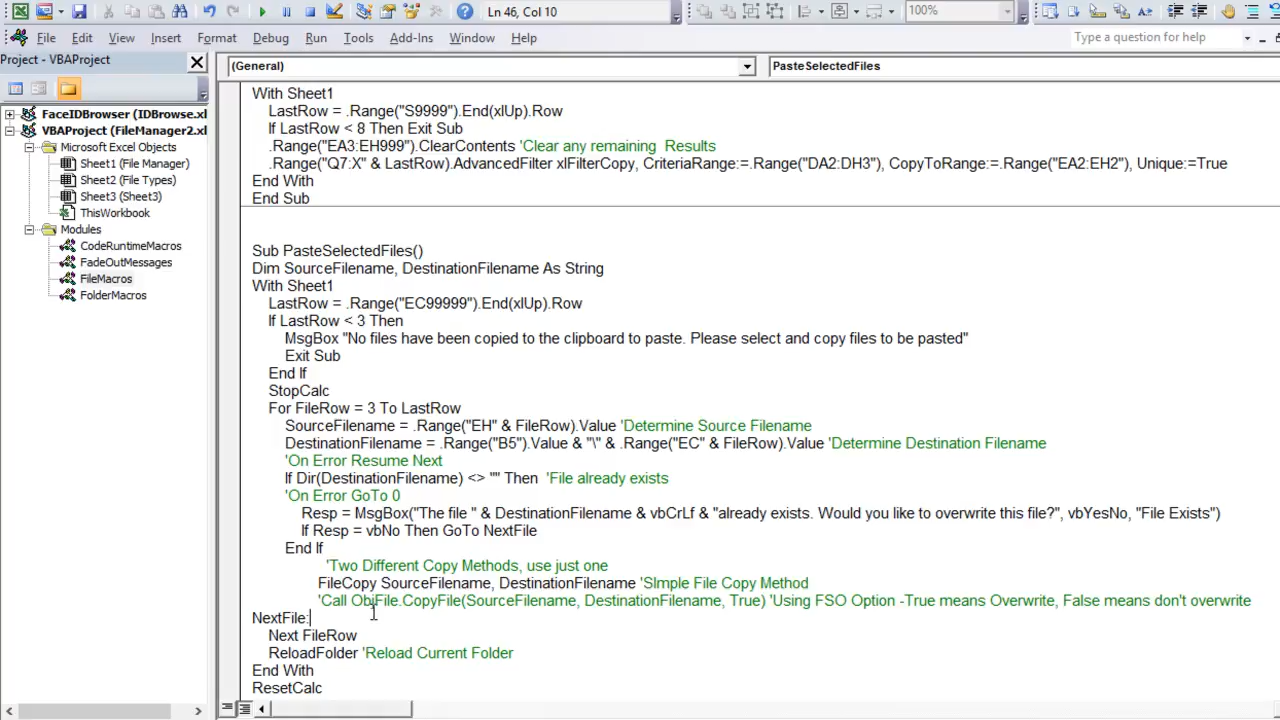 Ln 46, Col 10
100%
File Edit View Insert Format Debug Run Tools Add-Ins Window Help
Type a question for help
Project - VBAProject
(General)
PasteSelectedFiles
FaceIDBrowser (IDBrowse.xl
VBAProject (FileManager2.xl
Microsoft Excel Objects
Sheet1 (File Manager)
Sheet2 (File Types)
Sheet3 (Sheet3)
ThisWorkbook
Modules
CodeRuntimeMacros
FadeOutMessages
FileMacros
FolderMacros
With Sheet1
LastRow = .Range("S9999").End(xlUp).Row
If LastRow < 8 Then Exit Sub
.Range("EA3:EH999").ClearContents 'Clear any remaining  Results
.Range("Q7:X" & LastRow).AdvancedFilter xlFilterCopy, CriteriaRange:=.Range("DA2:DH3"), CopyToRange:=.Range("EA2:EH2"), Unique:=True
End With
End Sub
Sub PasteSelectedFiles()
Dim SourceFilename, DestinationFilename As String
With Sheet1
LastRow = .Range("EC99999").End(xlUp).Row
If LastRow < 3 Then
MsgBox "No files have been copied to the clipboard to paste. Please select and copy files to be pasted"
Exit Sub
End If
StopCalc
For FileRow = 3 To LastRow
SourceFilename = .Range("EH" & FileRow).Value 'Determine Source Filename
DestinationFilename = .Range("B5").Value & "\" & .Range("EC" & FileRow).Value 'Determine Destination Filename
'On Error Resume Next
If Dir(DestinationFilename) <> "" Then  'File already exists
'On Error GoTo 0
Resp = MsgBox("The file " & DestinationFilename & vbCrLf & "already exists. Would you like to overwrite this file?", vbYesNo, "File Exists")
If Resp = vbNo Then GoTo NextFile
End If
'Two Different Copy Methods, use just one
FileCopy SourceFilename, DestinationFilename 'SImple File Copy Method
'Call ObjFile.CopyFile(SourceFilename, DestinationFilename, True) 'Using FSO Option -True means Overwrite, False means don't overwrite
NextFile:
Next FileRow
ReloadFolder 'Reload Current Folder
End With
ResetCalc